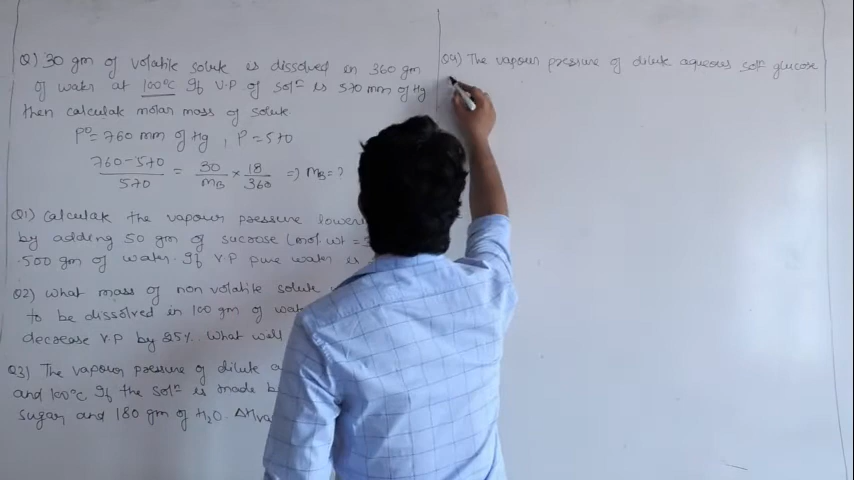 Q) 30 gm of volatile solute is dissolved in 360 gm
of water at 100°C If V.P of solⁿ is 570 mm of Hg
then calculate molar mass of solute.
P° = 760 mm of Hg , P = 570
760-570/570 = 30/MB × 18/360 => MB = ?
Q1) Calculate the vapour pressure lower
by adding 50 gm of sucrose (mol. wt =
500 gm of water. If V.P pure water is
Q2) What mass of non volatile solute
to be dissolved in 100 gm of wat
decrease V.P by 25%. What will
Q3) The vapour pressure of dilute a
and 100°C If the solⁿ is made b
sugar and 180 gm of H2O. ΔHva
Q4) The vapour pressure of dilute aqueous solⁿ glucose